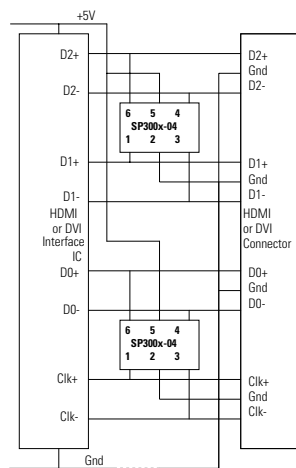 +5V
D2+
D2+
Gnd
D2-
D2-
6 5 4
SP300x-04
1 2 3
D1+
D1+
Gnd
D1-
D1-
HDMI
or DVI
Interface
IC
HDMI
or DVI
Connector
D0+
D0+
Gnd
D0-
D0-
6 5 4
SP300x-04
1 2 3
Clk+
Clk+
Gnd
Clk-
Clk-
Gnd